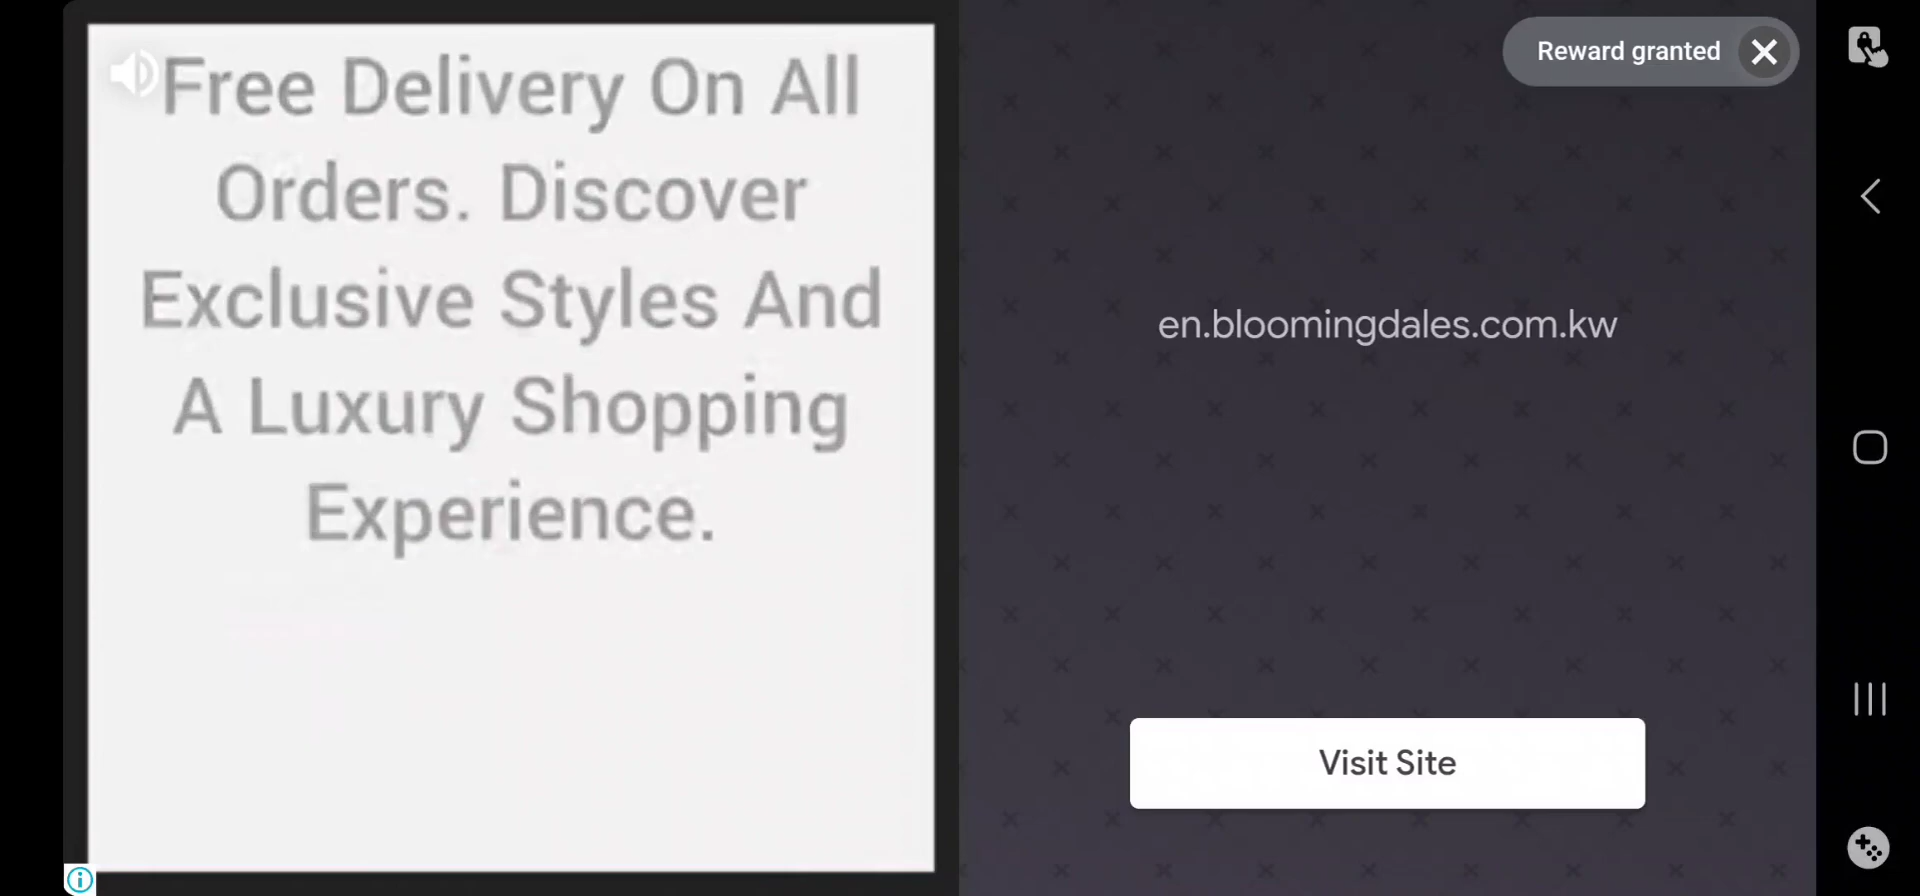 Free Delivery On All
Orders. Discover
Exclusive Styles And
A Luxury Shopping
Experience.
Reward granted
en.bloomingdales.com.kw
Visit Site